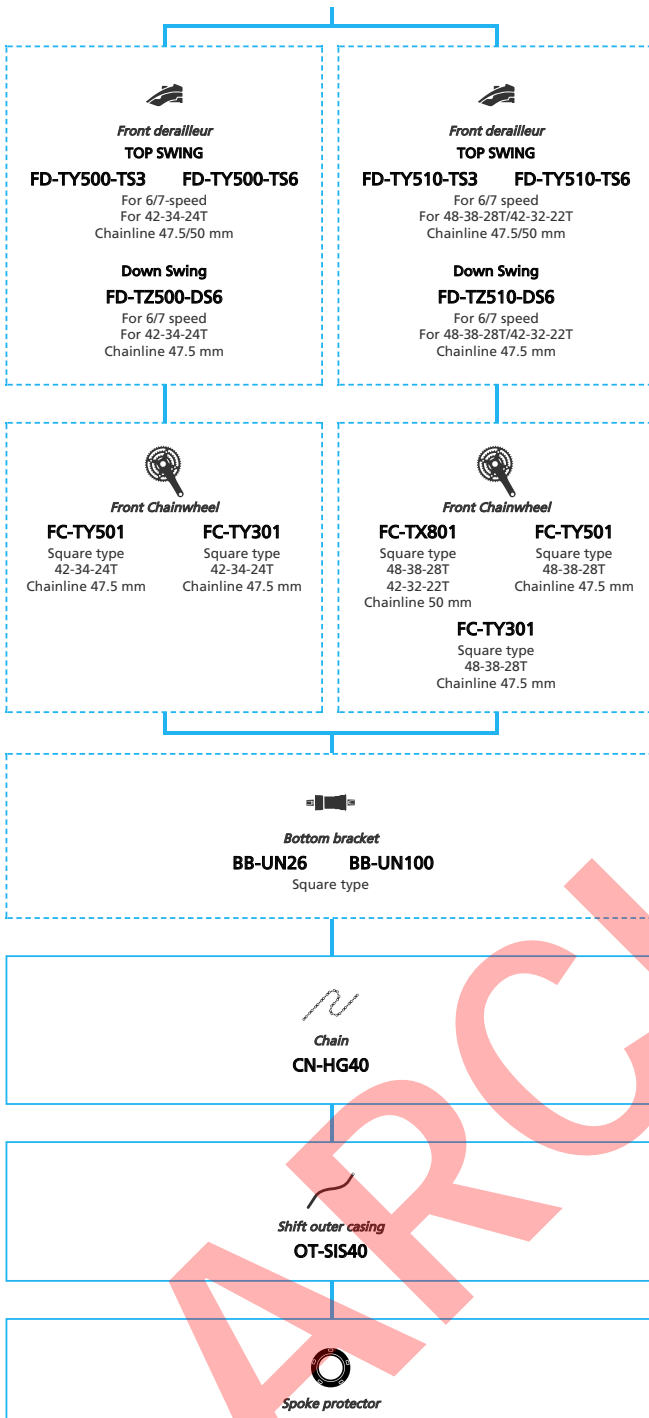 Front derailleur
TOP SWING
FD-TY500-TS3 FD-TY500-TS6
For 6/7-speed
For 42-34-24T
Chainline 47.5/50 mm
Down Swing
FD-TZ500-DS6
For 6/7 speed
For 42-34-24T
Chainline 47.5 mm
Front derailleur
TOP SWING
FD-TY510-TS3 FD-TY510-TS6
For 6/7 speed
For 48-38-28T/42-32-22T
Chainline 47.5/50 mm
Down Swing
FD-TZ510-DS6
For 6/7 speed
For 48-38-28T/42-32-22T
Chainline 47.5 mm
Front Chainwheel
FC-TY501
Square type
42-34-24T
Chainline 47.5 mm
FC-TY301
Square type
42-34-24T
Chainline 47.5 mm
Front Chainwheel
FC-TX801
Square type
48-38-28T
42-32-22T
Chainline 50 mm
FC-TY501
Square type
48-38-28T
Chainline 47.5 mm
FC-TY301
Square type
48-38-28T
Chainline 47.5 mm
Bottom bracket
BB-UN26 BB-UN100
Square type
Chain
CN-HG40
Shift outer casing
OT-SIS40
Spoke protector
ARC